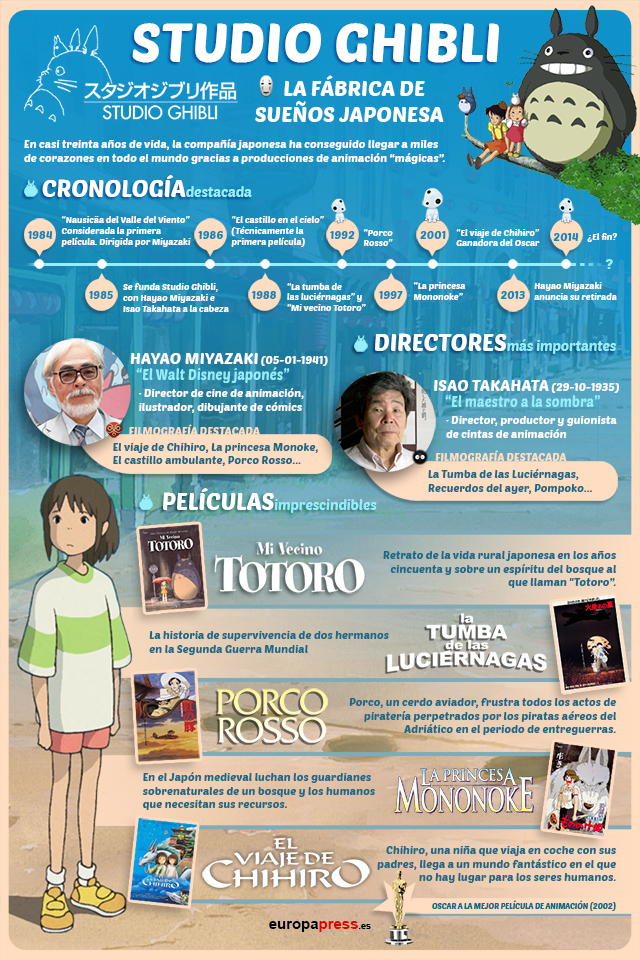 STUDIO GHIBLI
スタジオジブリ作品
STUDIO GHIBLI
LA FÁBRICA DE
SUEÑOS JAPONESA
En casi treinta años de vida, la compañía japonesa ha conseguido llegar a miles
de corazones en todo el mundo gracias a producciones de animación "mágicas".
CRONOLOGÍA destacada
1984
"Nausicäa del Valle del Viento"
Considerada la primera
película. Dirigida por Miyazaki
1986
"El castillo en el cielo"
(Técnicamente la
primera película)
1992
"Porco
Rosso"
2001
"El viaje de Chihiro"
Ganadora del Oscar
2014
¿El fin?
?
1985
Se funda Studio Ghibli,
con Hayao Miyazaki e
Isao Takahata a la cabeza
1988
"La tumba de
las luciérnagas" y
"Mi vecino Totoro"
1997
"La princesa
Mononoke"
2013
Hayao Miyazaki
anuncia su retirada
DIRECTORES más importantes
HAYAO MIYAZAKI (05-01-1941)
"El Walt Disney japonés"
· Director de cine de animación,
ilustrador, dibujante de cómics
FILMOGRAFÍA DESTACADA
El viaje de Chihiro, La princesa Monoke,
El castillo ambulante, Porco Rosso...
ISAO TAKAHATA (29-10-1935)
"El maestro a la sombra"
· Director, productor y guionista
de cintas de animación
FILMOGRAFÍA DESTACADA
La Tumba de las Luciérnagas,
Recuerdos del ayer, Pompoko...
PELÍCULAS imprescindibles
TOTORO
Mi Vecino
TOTORO
Retrato de la vida rural japonesa en los años
cincuenta y sobre un espíritu del bosque al
que llaman "Totoro".
La historia de supervivencia de dos hermanos
en la Segunda Guerra Mundial
la
TUMBA
de las
LUCIÉRNAGAS
火垂るの墓
紅の豚
PORCO
ROSSO
Porco, un cerdo aviador, frustra todos los actos de
piratería perpetrados por los piratas aéreos del
Adriático en el periodo de entreguerras.
En el Japón medieval luchan los guardianes
sobrenaturales de un bosque y los humanos
que necesitan sus recursos.
LA PRINCESA
MONONOKE
もののけ姫
CHIHIRO
EL
VIAJE DE
CHIHIRO
Chihiro, una niña que viaja en coche con sus
padres, llega a un mundo fantástico en el que
no hay lugar para los seres humanos.
OSCAR A LA MEJOR PELÍCULA DE ANIMACIÓN (2002)
europapress.es